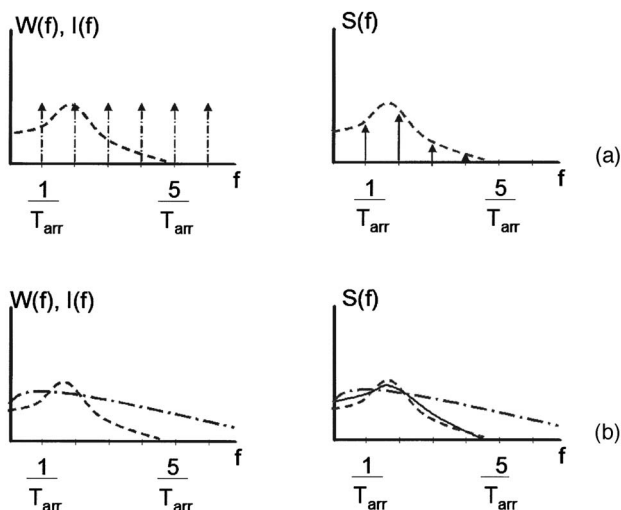 W(f), I(f)
S(f)
f
f
1
T_arr
5
T_arr
1
T_arr
5
T_arr
(a)
W(f), I(f)
S(f)
f
f
1
T_arr
5
T_arr
1
T_arr
5
T_arr
(b)